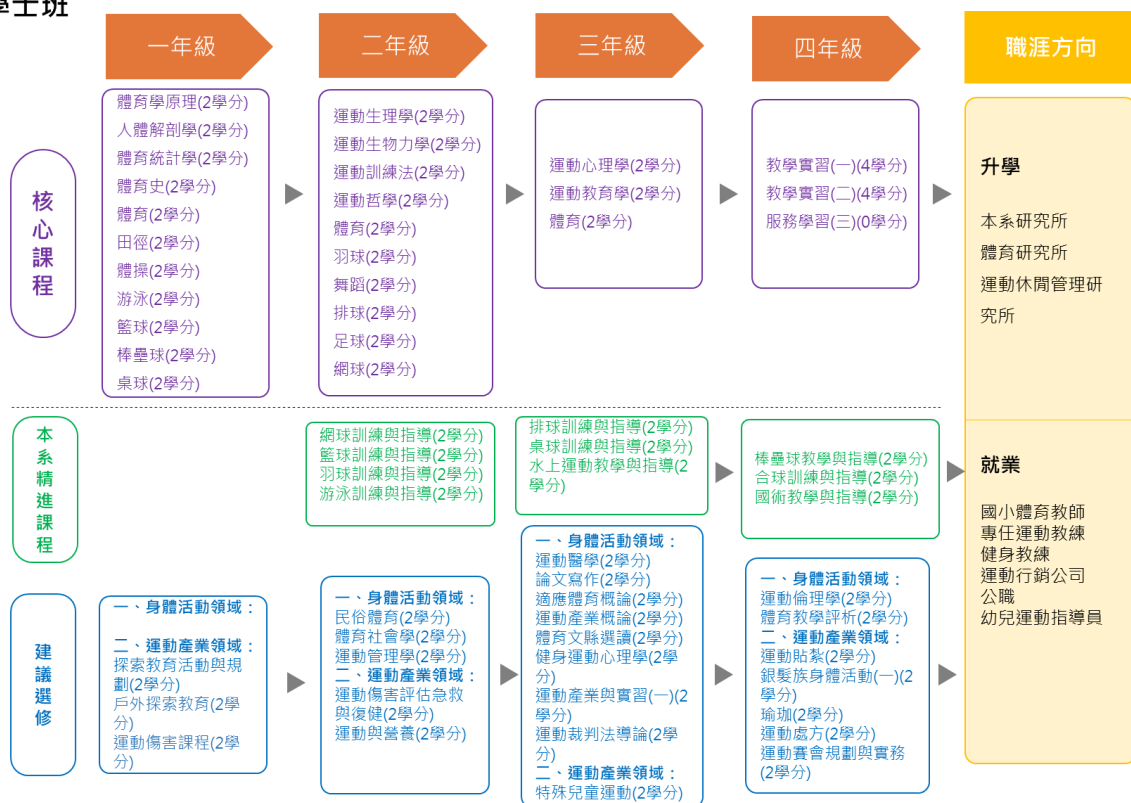 學士班
一年級
二年級
三年級
四年級
職涯方向
核
心
課
程
體育學原理(2學分)
人體解剖學(2學分)
體育統計學(2學分)
體育史(2學分)
體育(2學分)
田徑(2學分)
體操(2學分)
游泳(2學分)
籃球(2學分)
棒壘球(2學分)
桌球(2學分)
運動生理學(2學分)
運動生物力學(2學分)
運動訓練法(2學分)
運動哲學(2學分)
體育(2學分)
羽球(2學分)
舞蹈(2學分)
排球(2學分)
足球(2學分)
網球(2學分)
運動心理學(2學分)
運動教育學(2學分)
體育(2學分)
教學實習(一)(4學分)
教學實習(二)(4學分)
服務學習(三)(0學分)
升學
本系研究所
體育研究所
運動休閒管理研
究所
本
系
精
進
課
程
網球訓練與指導(2學分)
籃球訓練與指導(2學分)
羽球訓練與指導(2學分)
游泳訓練與指導(2學分)
排球訓練與指導(2學分)
桌球訓練與指導(2學分)
水上運動教學與指導(2
學分)
棒壘球教學與指導(2學分)
合球訓練與指導(2學分)
國術教學與指導(2學分)
就業
國小體育教師
專任運動教練
健身教練
運動行銷公司
公職
幼兒運動指導員
建
議
選
修
一、身體活動領域：
二、運動產業領域：
探索教育活動與規
劃(2學分)
戶外探索教育(2學
分)
運動傷害課程(2學
分)
一、身體活動領域：
民俗體育(2學分)
體育社會學(2學分)
運動管理學(2學分)
二、運動產業領域：
運動傷害評估急救
與復健(2學分)
運動與營養(2學分)
一、身體活動領域：
運動醫學(2學分)
論文寫作(2學分)
適應體育概論(2學分)
運動產業概論(2學分)
體育文縣選讀(2學分)
健身運動心理學(2學
分)
運動產業與實習(一)(2
學分)
運動裁判法導論(2學
分)
二、運動產業領域：
特殊兒童運動(2學分)
一、身體活動領域：
運動倫理學(2學分)
體育教學評析(2學分)
二、運動產業領域：
運動貼紮(2學分)
銀髮族身體活動(一)(2
學分)
瑜珈(2學分)
運動處方(2學分)
運動賽會規劃與實務
(2學分)